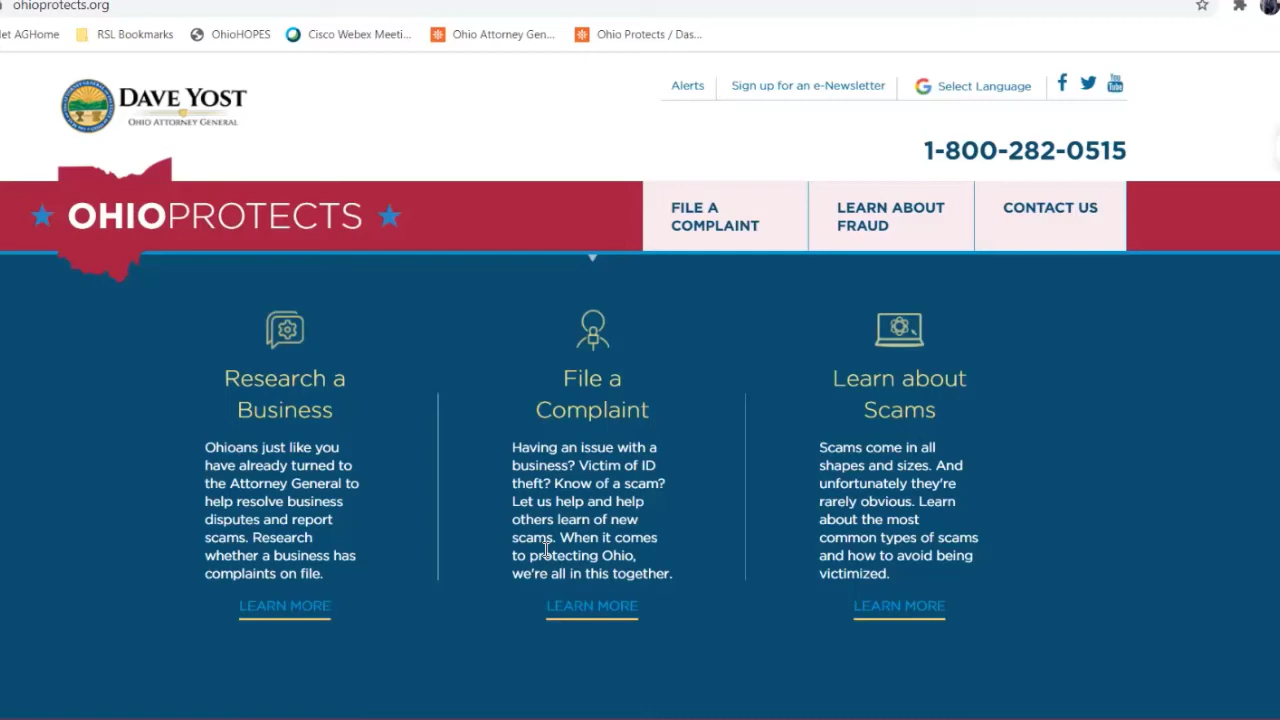 ohioprotects.org
et AGHome
RSL Bookmarks
OhioHOPES
Cisco Webex Meeti...
Ohio Attorney Gen...
Ohio Protects / Das...
DAVE YOST
OHIO ATTORNEY GENERAL
Alerts
Sign up for an e-Newsletter
Select Language
You
Tube
1-800-282-0515
OHIOPROTECTS
FILE A
COMPLAINT
LEARN ABOUT
FRAUD
CONTACT US
Research a
Business
Ohioans just like you
have already turned to
the Attorney General to
help resolve business
disputes and report
scams. Research
whether a business has
complaints on file.
LEARN MORE
File a
Complaint
Having an issue with a
business? Victim of ID
theft? Know of a scam?
Let us help and help
others learn of new
scams. When it comes
to protecting Ohio,
we're all in this together.
LEARN MORE
Learn about
Scams
Scams come in all
shapes and sizes. And
unfortunately they're
rarely obvious. Learn
about the most
common types of scams
and how to avoid being
victimized.
LEARN MORE